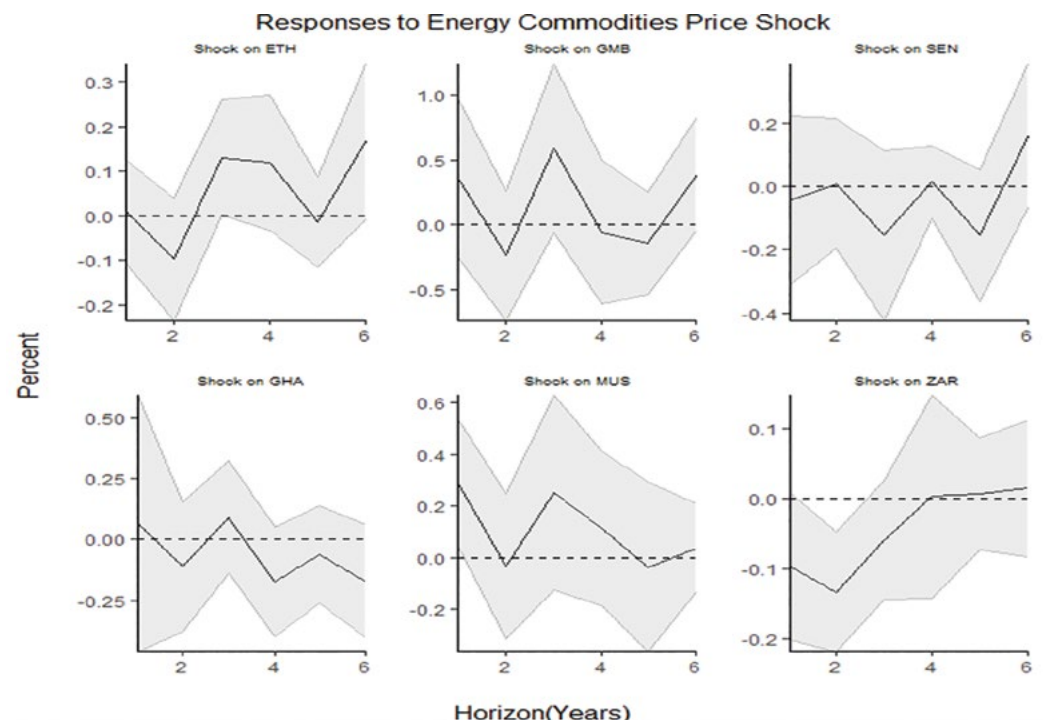 Responses to Energy Commodities Price Shock
Shock on ETH
0.3
0.2
0.1
0.0
-0.1
-0.2
2 4 6
Shock on GMB
1.0
0.5
0.0
-0.5
2 4 6
Shock on SEN
0.2
0.0
-0.2
-0.4
2 4 6
Percent
Shock on GHA
0.50
0.25
0.00
-0.25
2 4 6
Shock on MUS
0.6
0.4
0.2
0.0
-0.2
2 4 6
Shock on ZAR
0.1
0.0
-0.1
-0.2
2 4 6
Horizon(Years)